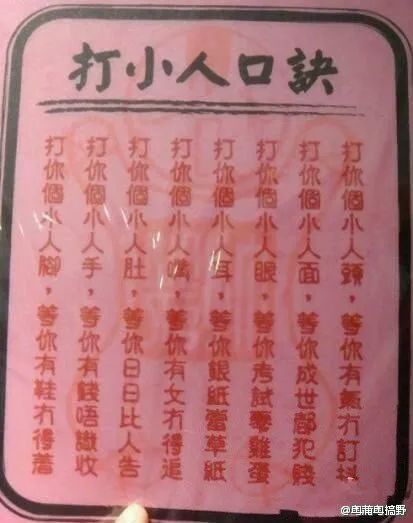 打小人口訣
打你個小人頭，等你有氣冇訂抖
打你個小人面，等你成世都犯賤
打你個小人眼，等你考試零雞蛋
打你個小人耳，等你銀紙當草紙
打你個小人嘴，等你有女冇得追
打你個小人肚，等你日日比人告
打你個小人手，等你有錢唔識收
打你個小人腳，等你有鞋冇得着